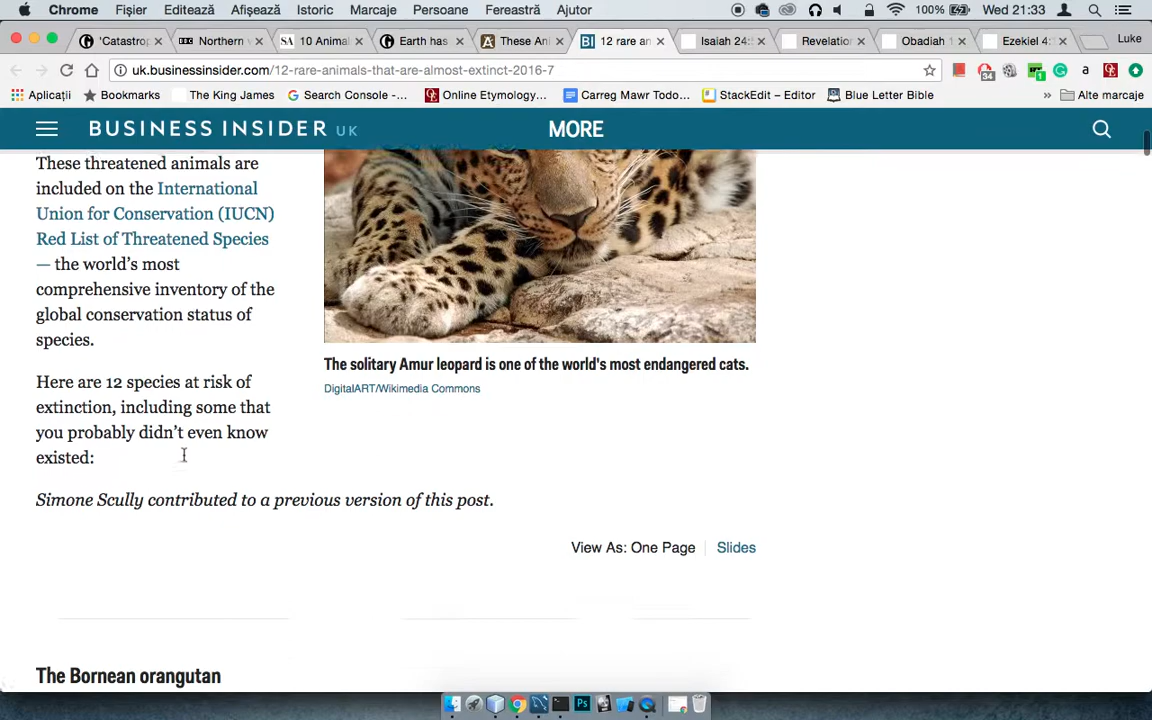 Chrome Fișier Editează Afișează Istoric Marcaje Persoane Fereastră Ajutor 100% Wed 21:33
'Catastrop Northern v 10 Animal Earth has These Ani 12 rare an Isaiah 24: Revelation Obadiah 1 Ezekiel 4: Luke
uk.businessinsider.com/12-rare-animals-that-are-almost-extinct-2016-7
Aplicații Bookmarks The King James Search Console -... Online Etymology... Carreg Mawr Todo... StackEdit – Editor Blue Letter Bible » Alte marcaje
BUSINESS INSIDER UK MORE
These threatened animals are
included on the International
Union for Conservation (IUCN)
Red List of Threatened Species
— the world's most
comprehensive inventory of the
global conservation status of
species.
The solitary Amur leopard is one of the world's most endangered cats.
DigitalART/Wikimedia Commons
Here are 12 species at risk of
extinction, including some that
you probably didn't even know
existed:
Simone Scully contributed to a previous version of this post.
View As: One Page Slides
The Bornean orangutan